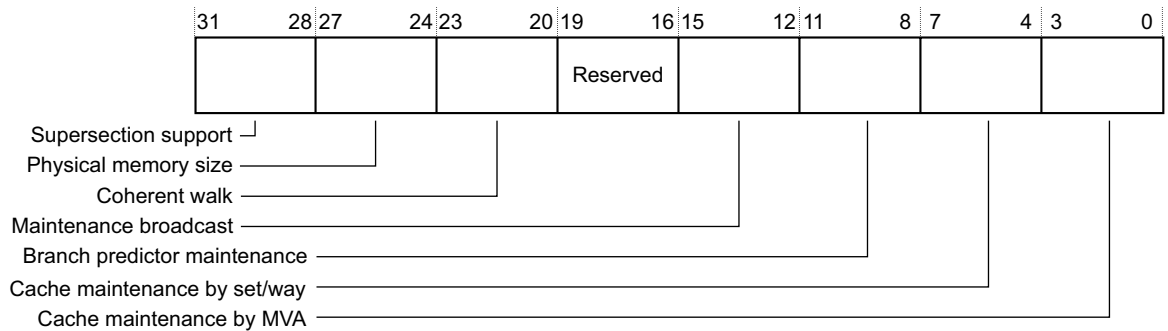 31 28 27 24 23 20 19 16 15 12 11 8 7 4 3 0
Reserved
Supersection support
Physical memory size
Coherent walk
Maintenance broadcast
Branch predictor maintenance
Cache maintenance by set/way
Cache maintenance by MVA